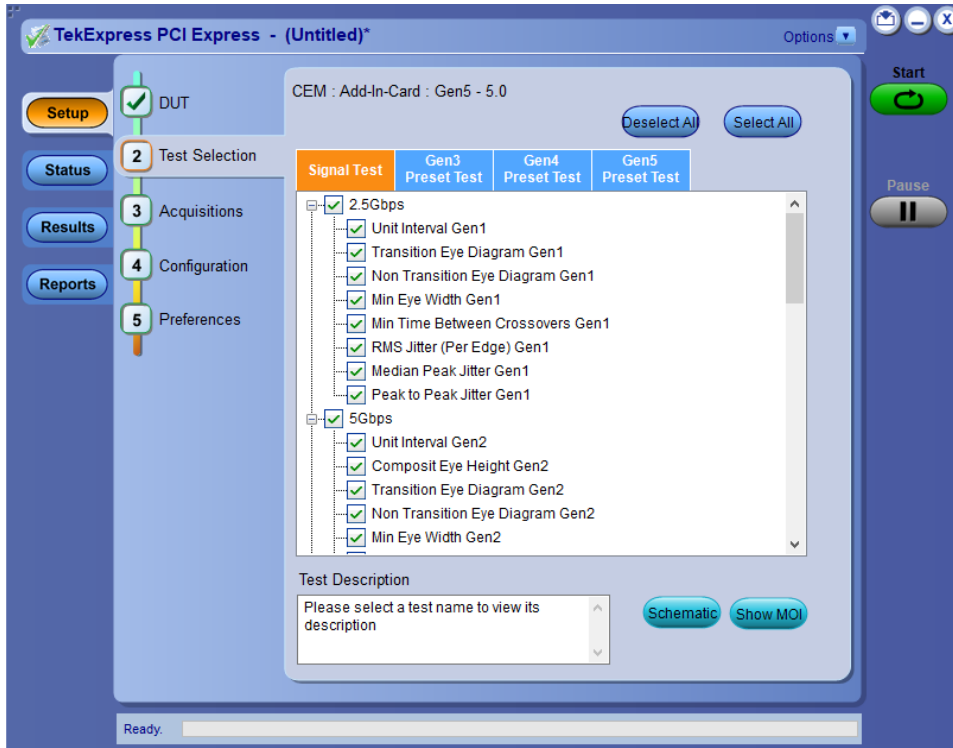 TekExpress PCI Express - (Untitled)*
Options
X
Start
Pause
Setup
Status
Results
Reports
DUT
2 Test Selection
3 Acquisitions
4 Configuration
5 Preferences
CEM : Add-In-Card : Gen5 - 5.0
Deselect All
Select All
Signal Test
Gen3 Preset Test
Gen4 Preset Test
Gen5 Preset Test
2.5Gbps
Unit Interval Gen1
Transition Eye Diagram Gen1
Non Transition Eye Diagram Gen1
Min Eye Width Gen1
Min Time Between Crossovers Gen1
RMS Jitter (Per Edge) Gen1
Median Peak Jitter Gen1
Peak to Peak Jitter Gen1
5Gbps
Unit Interval Gen2
Composit Eye Height Gen2
Transition Eye Diagram Gen2
Non Transition Eye Diagram Gen2
Min Eye Width Gen2
Test Description
Please select a test name to view its
description
Schematic
Show MOI
Ready.